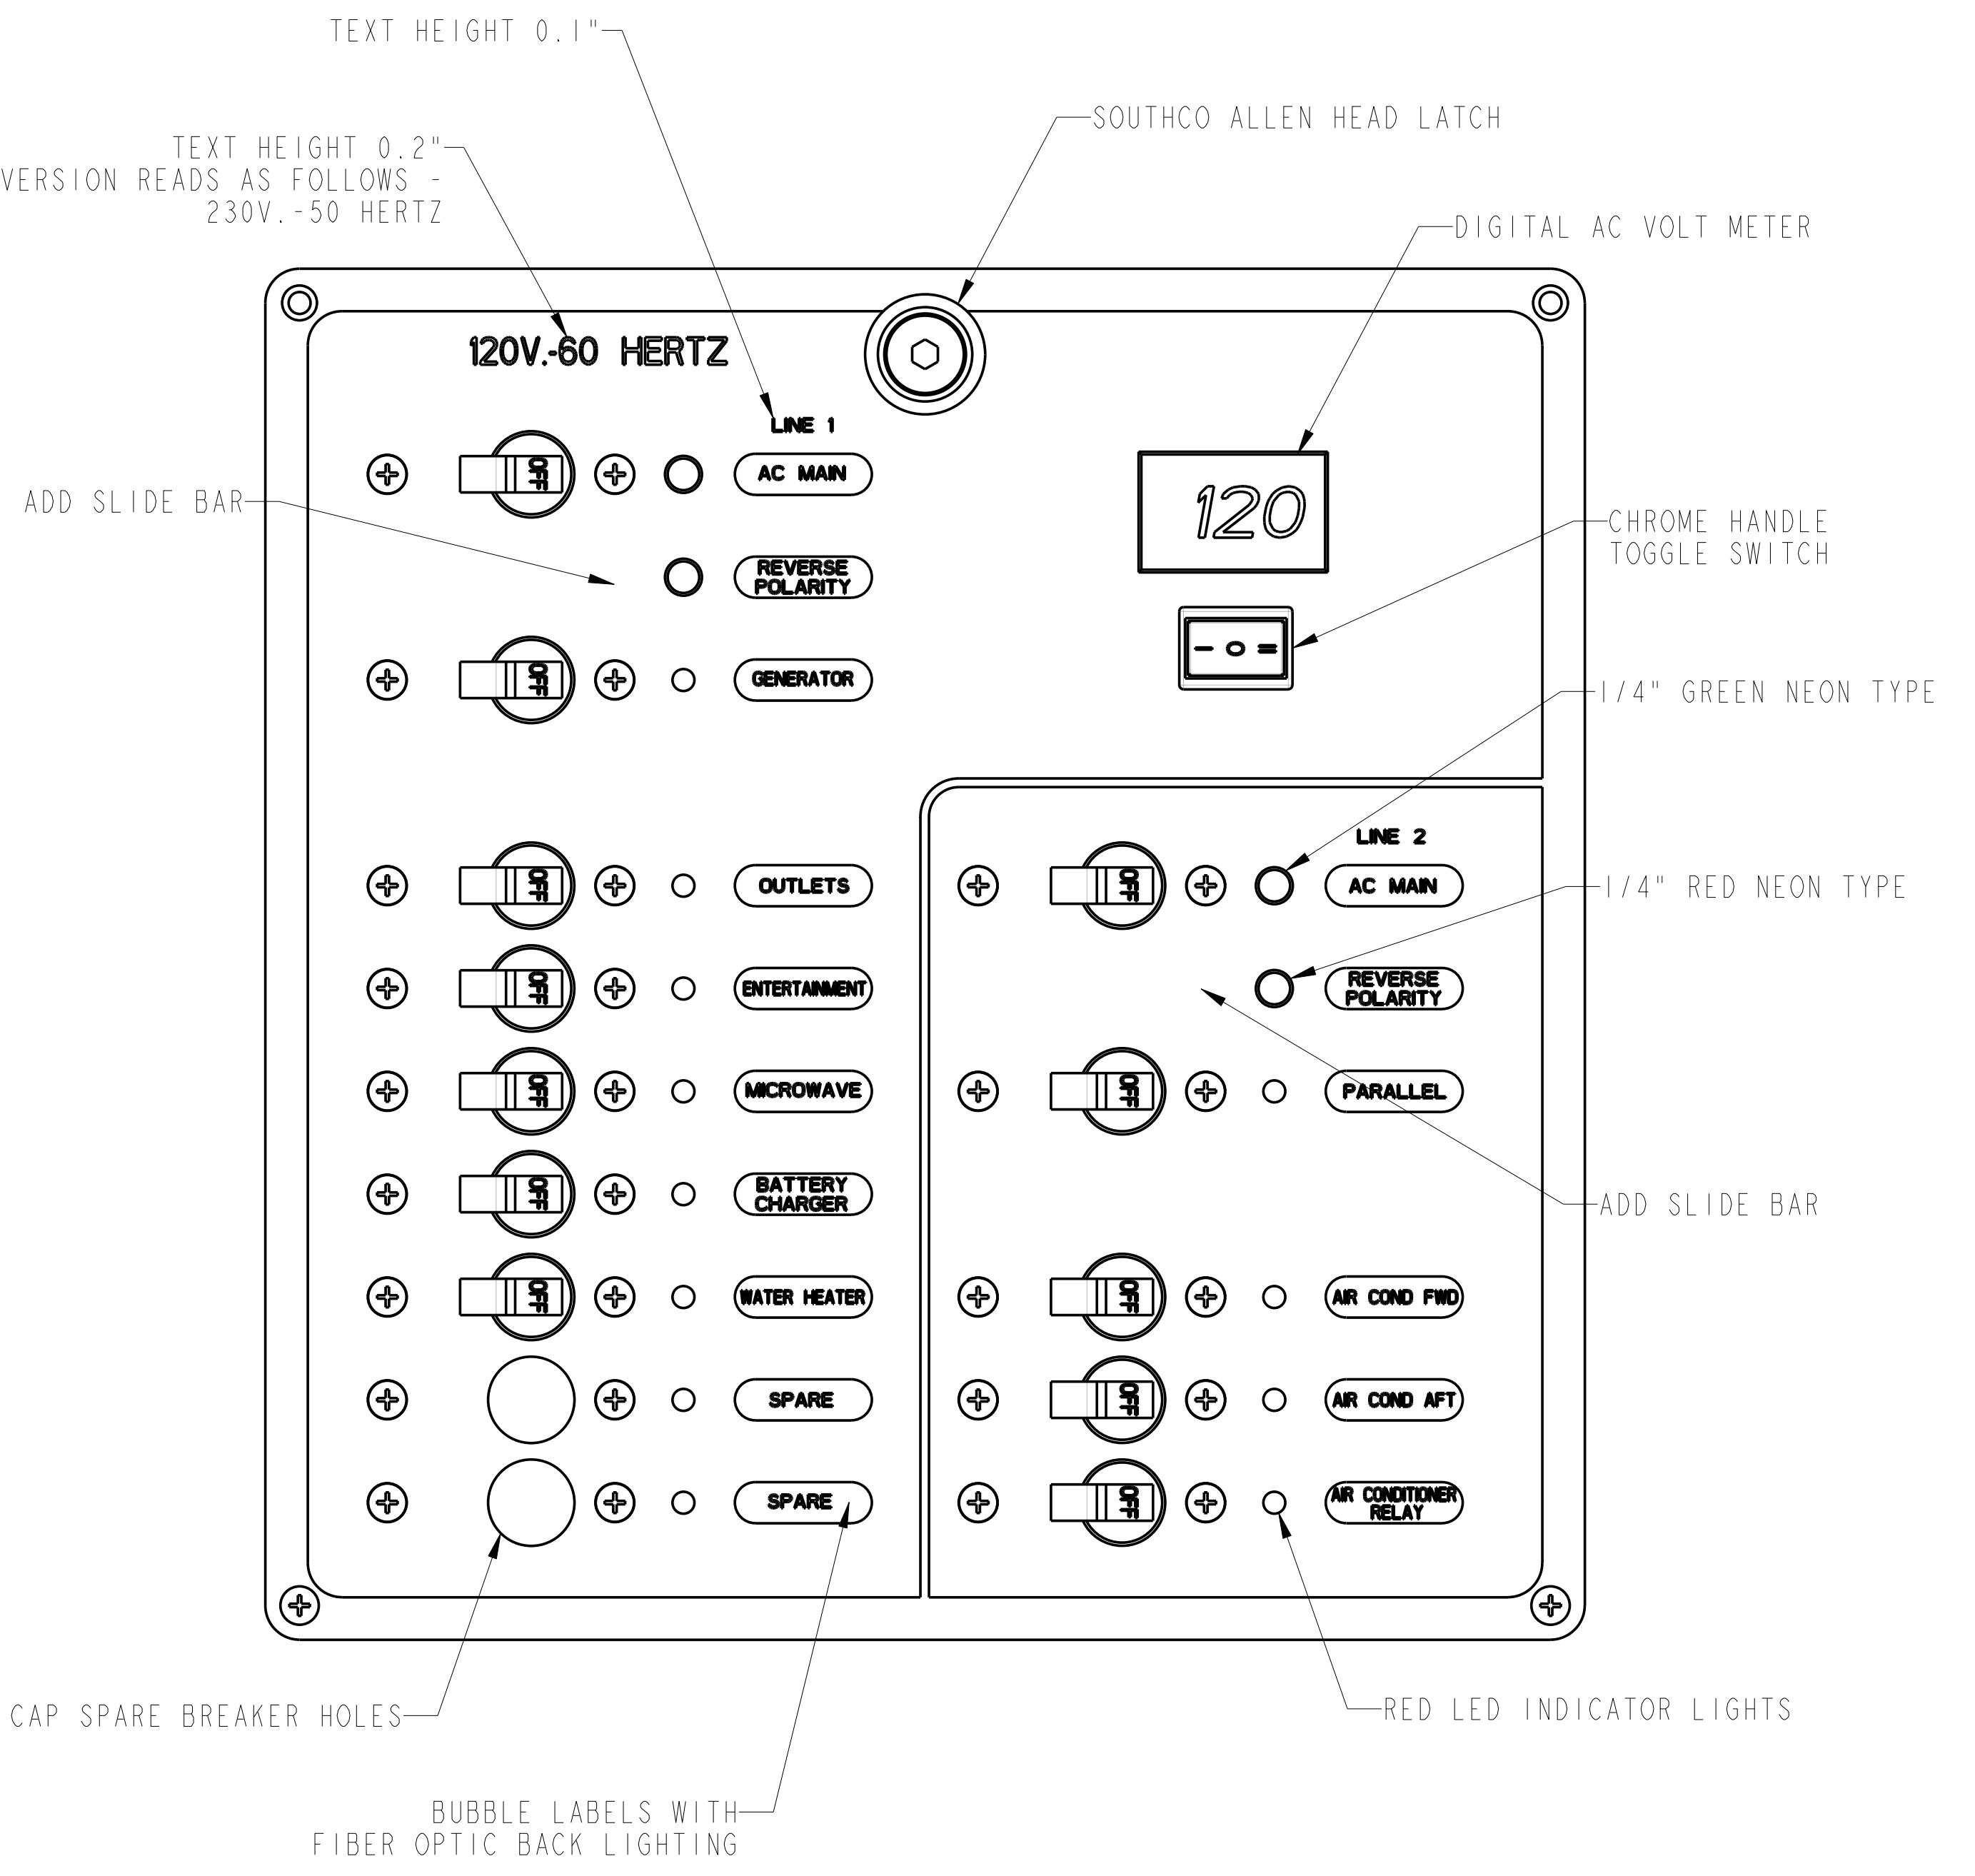 TEXT HEIGHT 0.1"
SOUTHCO ALLEN HEAD LATCH
TEXT HEIGHT 0.2"
VERSION READS AS FOLLOWS -
230V.-50 HERTZ
DIGITAL AC VOLT METER
120V.-60 HERTZ
LINE 1
OFF
AC MAIN
120
ADD SLIDE BAR
CHROME HANDLE
TOGGLE SWITCH
REVERSE
POLARITY
- O =
OFF
GENERATOR
1/4" GREEN NEON TYPE
LINE 2
OFF
OUTLETS
OFF
AC MAIN
1/4" RED NEON TYPE
OFF
ENTERTAINMENT
REVERSE
POLARITY
OFF
MICROWAVE
OFF
PARALLEL
OFF
BATTERY
CHARGER
ADD SLIDE BAR
OFF
WATER HEATER
OFF
AIR COND FWD
SPARE
OFF
AIR COND AFT
SPARE
OFF
AIR CONDITIONER
RELAY
CAP SPARE BREAKER HOLES
RED LED INDICATOR LIGHTS
BUBBLE LABELS WITH
FIBER OPTIC BACK LIGHTING